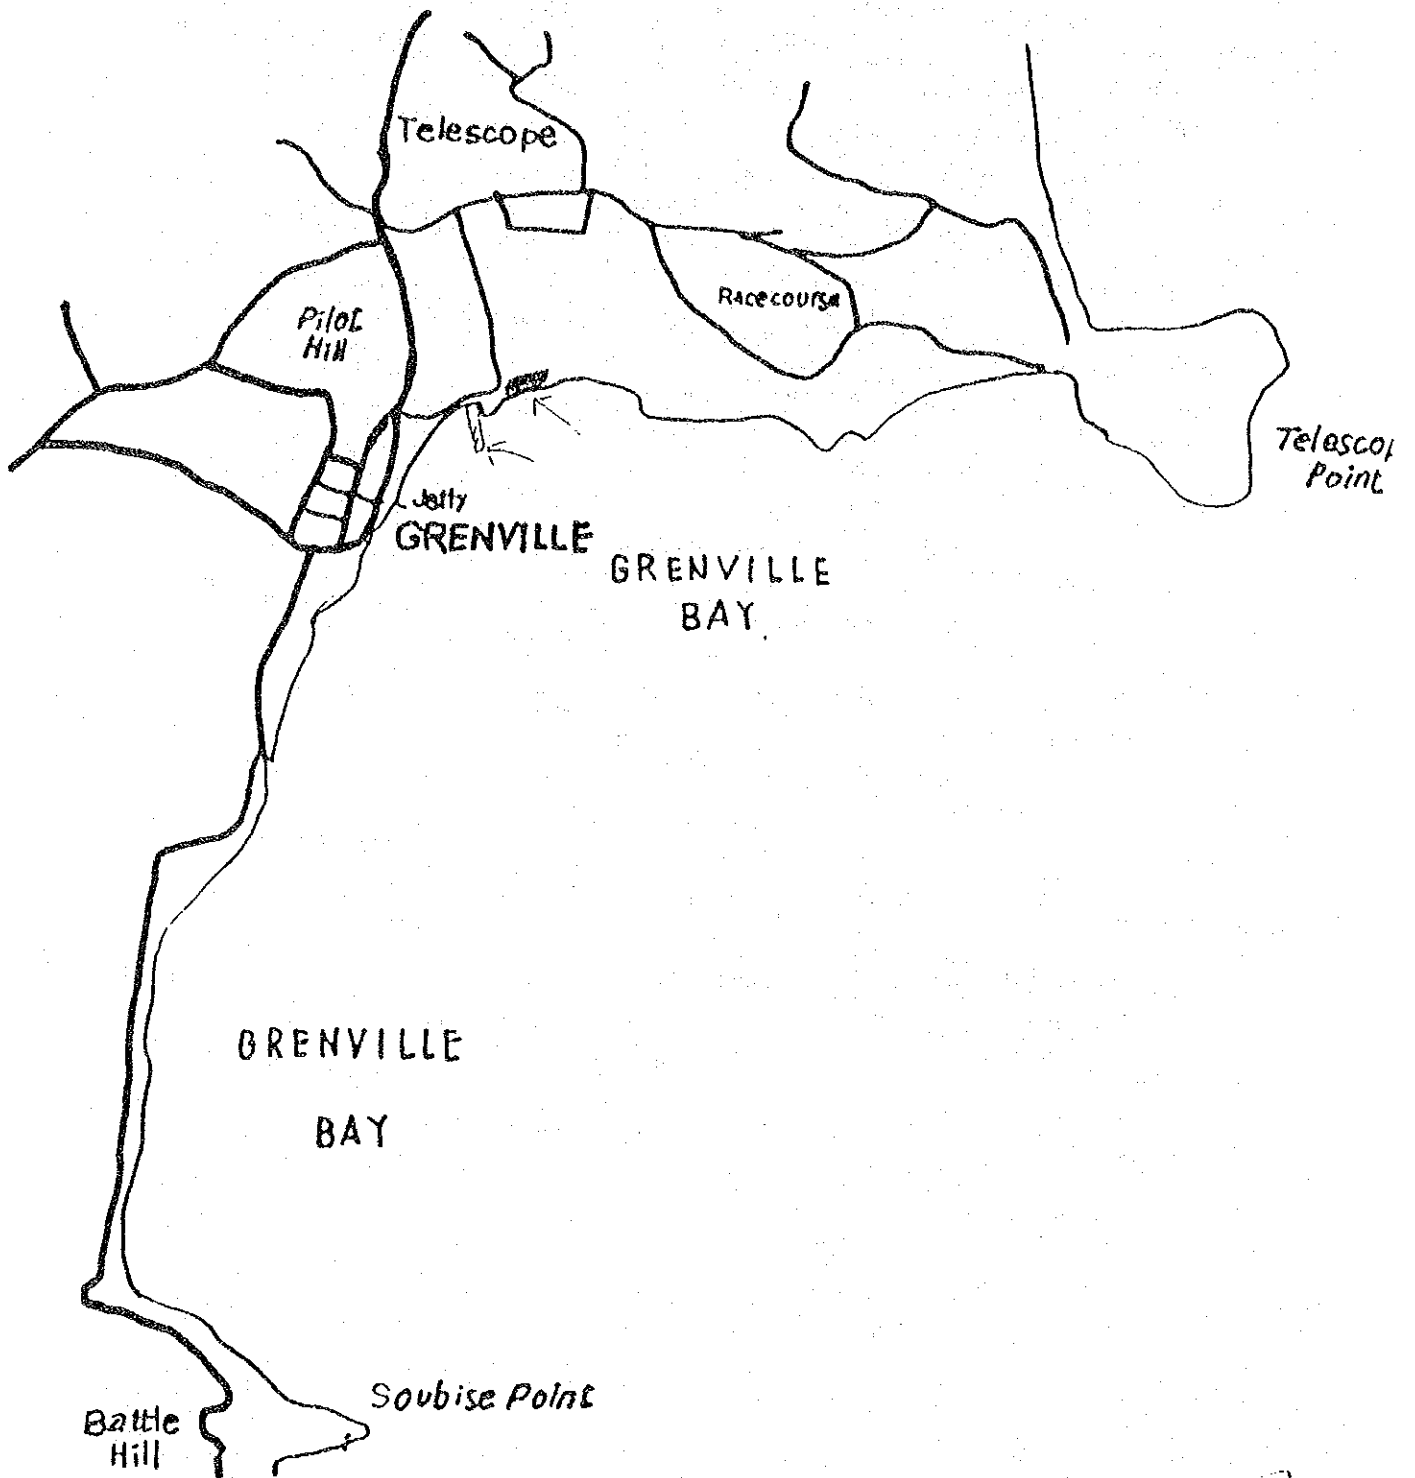 Telescope
Pilot
Hill
Racecourse
Telescop
Point
Jetty
GRENVILLE
GRENVILLE
BAY
GRENVILLE
BAY
Soubise Point
Battle
Hill